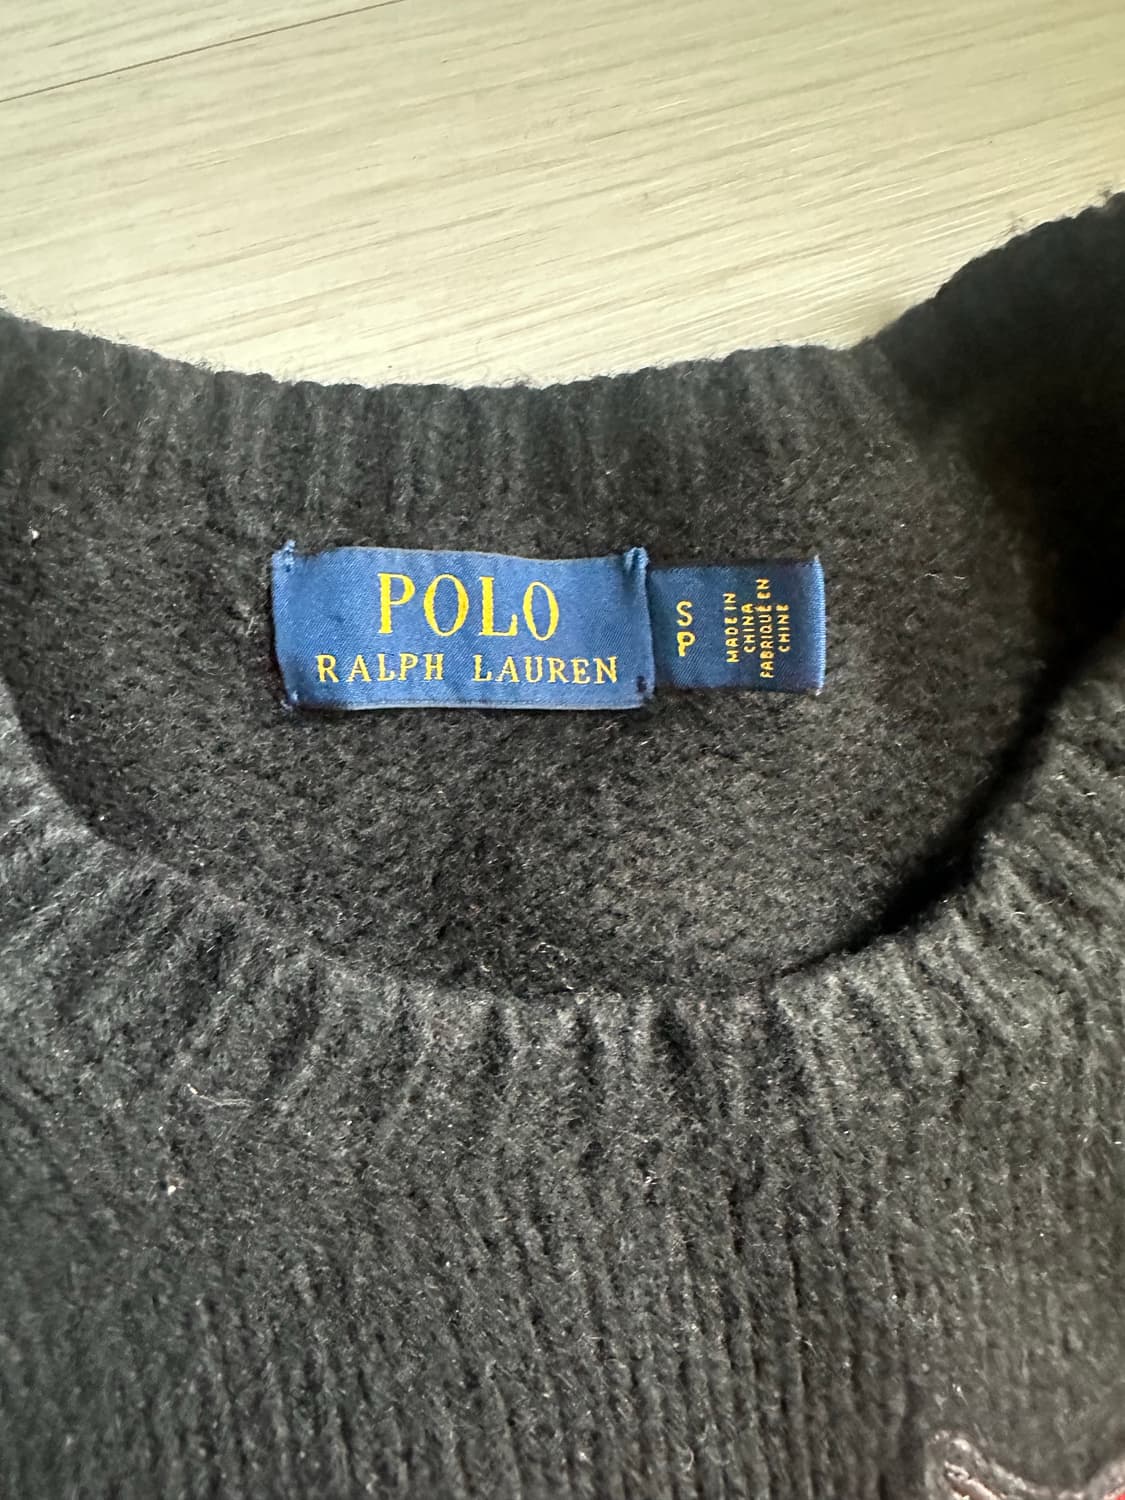 POLO
RALPH LAUREN
S
P
MADE IN
CHINA
FABRIQUÉ EN
CHINE